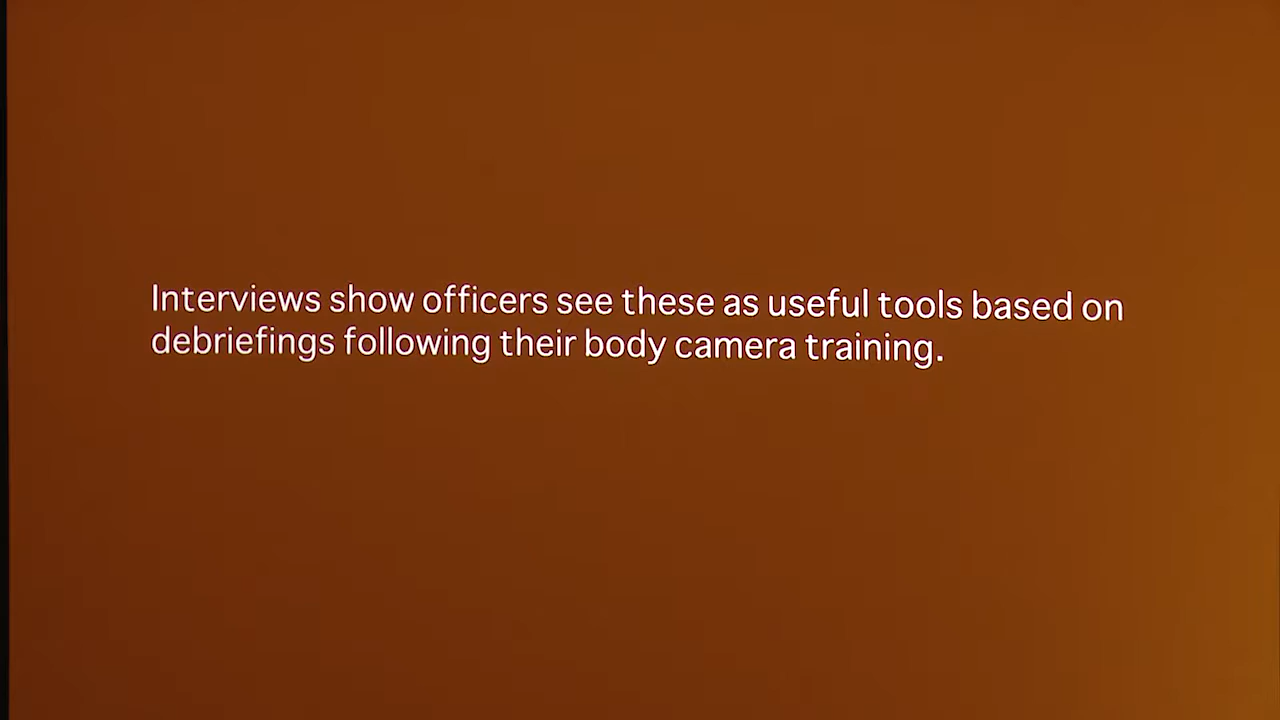 Interviews show officers see these as useful tools based on
debriefings following their body camera training.